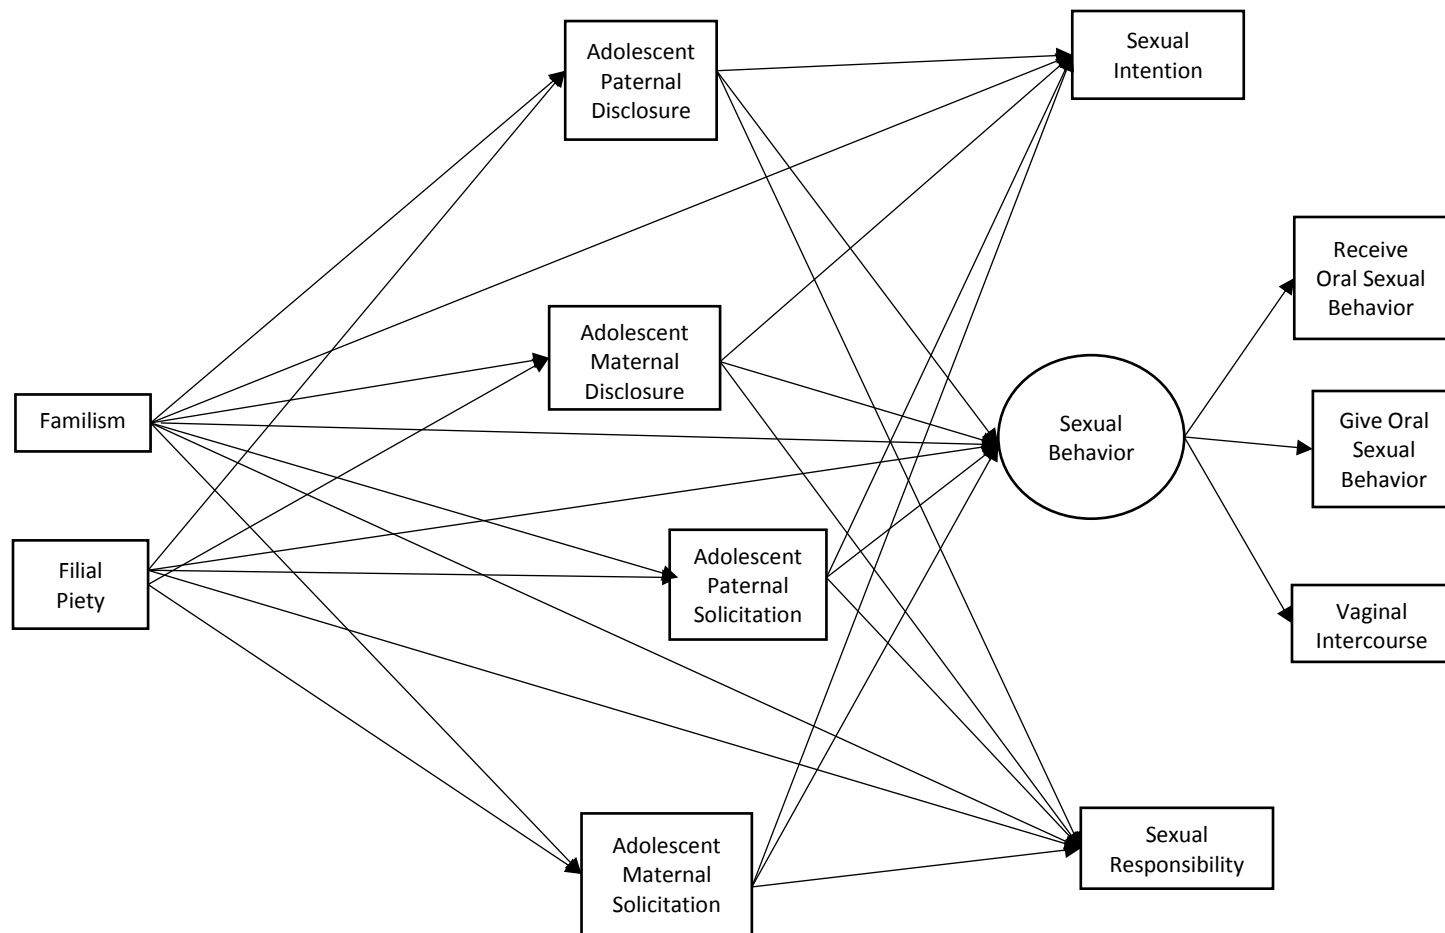 Adolescent
Paternal
Disclosure
Sexual
Intention
Receive
Oral Sexual
Behavior
Adolescent
Maternal
Disclosure
Familism
Sexual
Behavior
Give Oral
Sexual
Behavior
Filial
Piety
Adolescent
Paternal
Solicitation
Vaginal
Intercourse
Adolescent
Maternal
Solicitation
Sexual
Responsibility